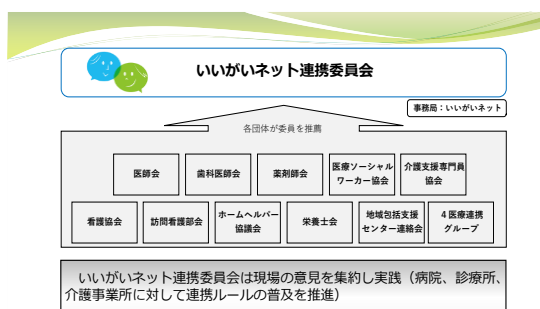 いいがいネット連携委員会
事務局：いいがいネット
各団体が委員を推薦
医師会
歯科医師会
薬剤師会
医療ソーシャル
ワーカー協会
介護支援専門員
協会
看護協会
訪問看護部会
ホームヘルパー
協議会
栄養士会
地域包括支援
センター連絡会
４医療連携
グループ
いいがいネット連携委員会は現場の意見を集約し実践（病院、診療所、
介護事業所に対して連携ルールの普及を推進）